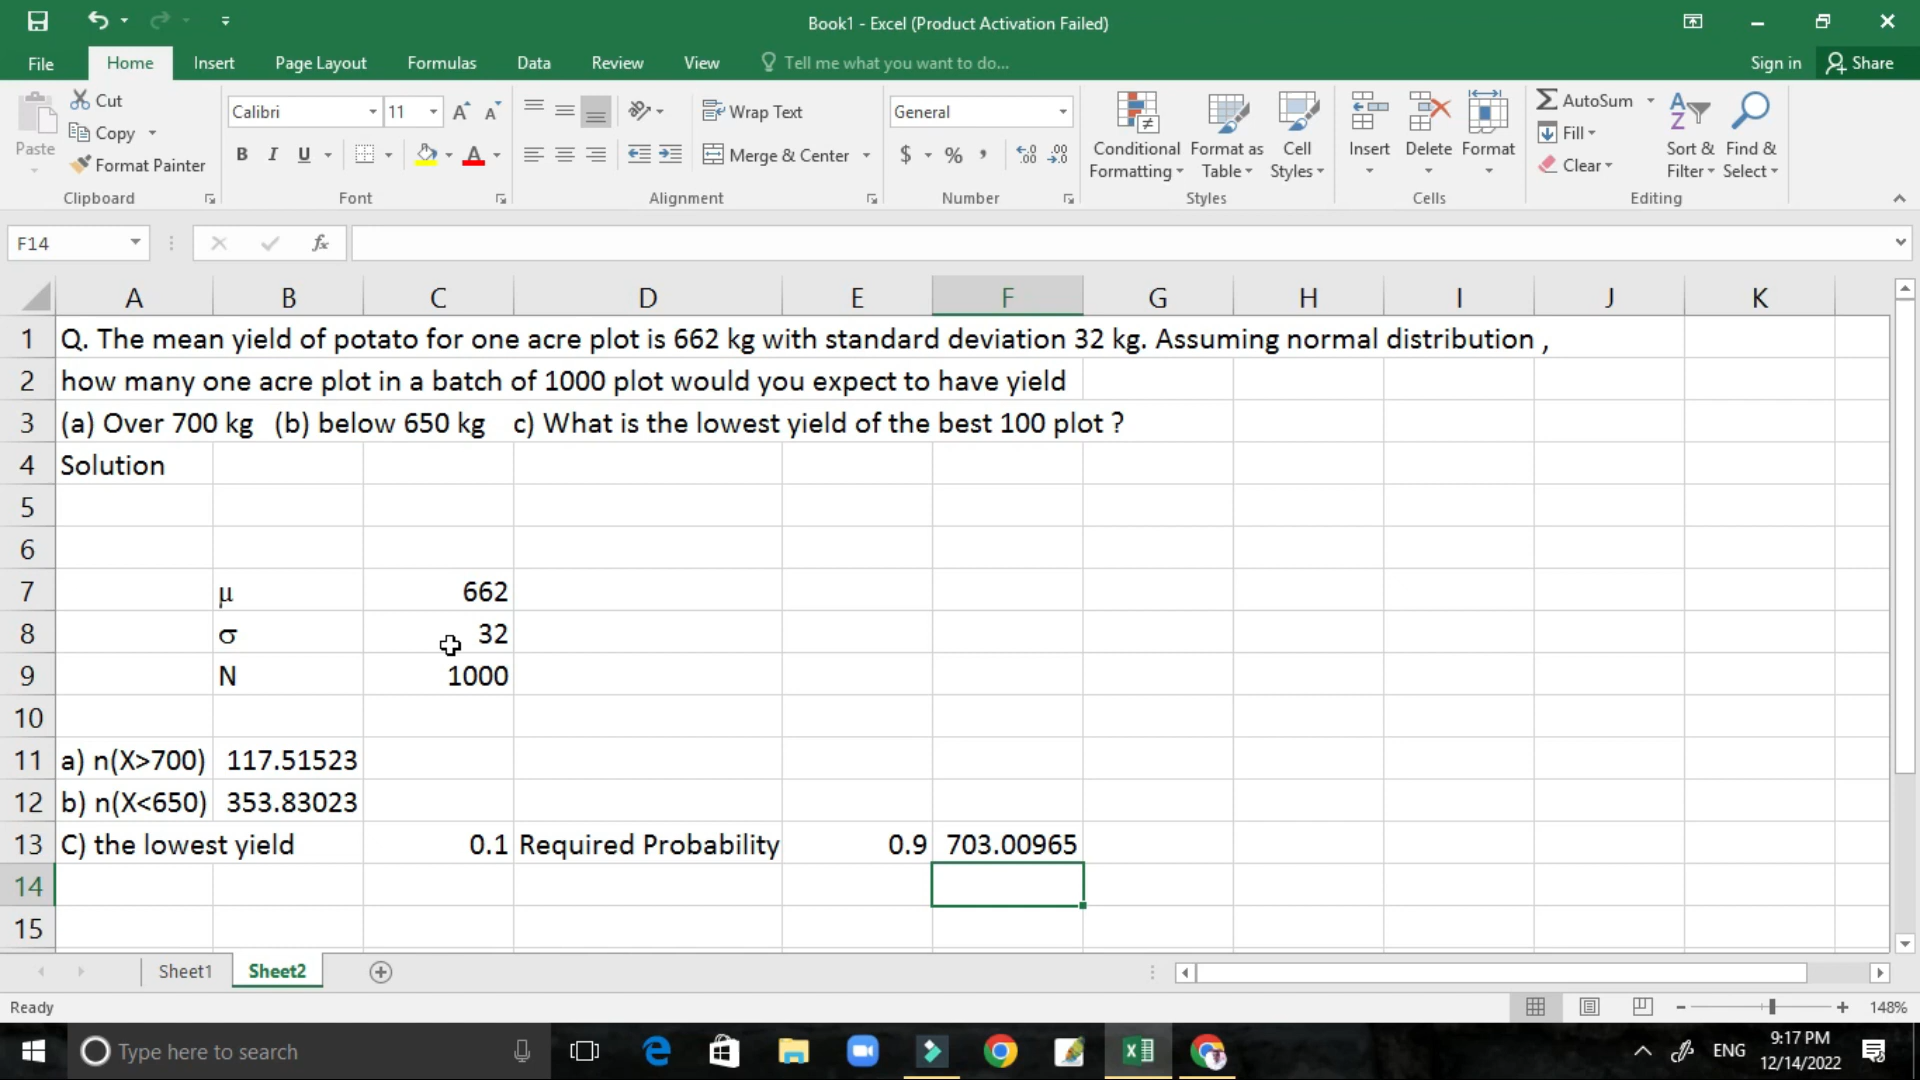 Book1 - Excel (Product Activation Failed)
File Home Insert Page Layout Formulas Data Review View Tell me what you want to do... Sign in Share
Paste Cut Copy Format Painter Clipboard
Calibri 11 B I U A Font
Wrap Text Merge & Center Alignment
General $ % , Number
Conditional Formatting Format as Table Cell Styles Styles
Insert Delete Format Cells
AutoSum Fill Clear Sort & Filter Find & Select Editing
F14 fx
A B C D E F G H I J K
1 Q. The mean yield of potato for one acre plot is 662 kg with standard deviation 32 kg. Assuming normal distribution ,
2 how many one acre plot in a batch of 1000 plot would you expect to have yield
3 (a) Over 700 kg (b) below 650 kg c) What is the lowest yield of the best 100 plot ?
4 Solution
5
6
7 μ 662
8 σ 32
9 N 1000
10
11 a) n(X>700) 117.51523
12 b) n(X<650) 353.83023
13 C) the lowest yield 0.1 Required Probability 0.9 703.00965
14
15
Sheet1 Sheet2
Ready 148%
Type here to search ENG 9:17 PM
12/14/2022